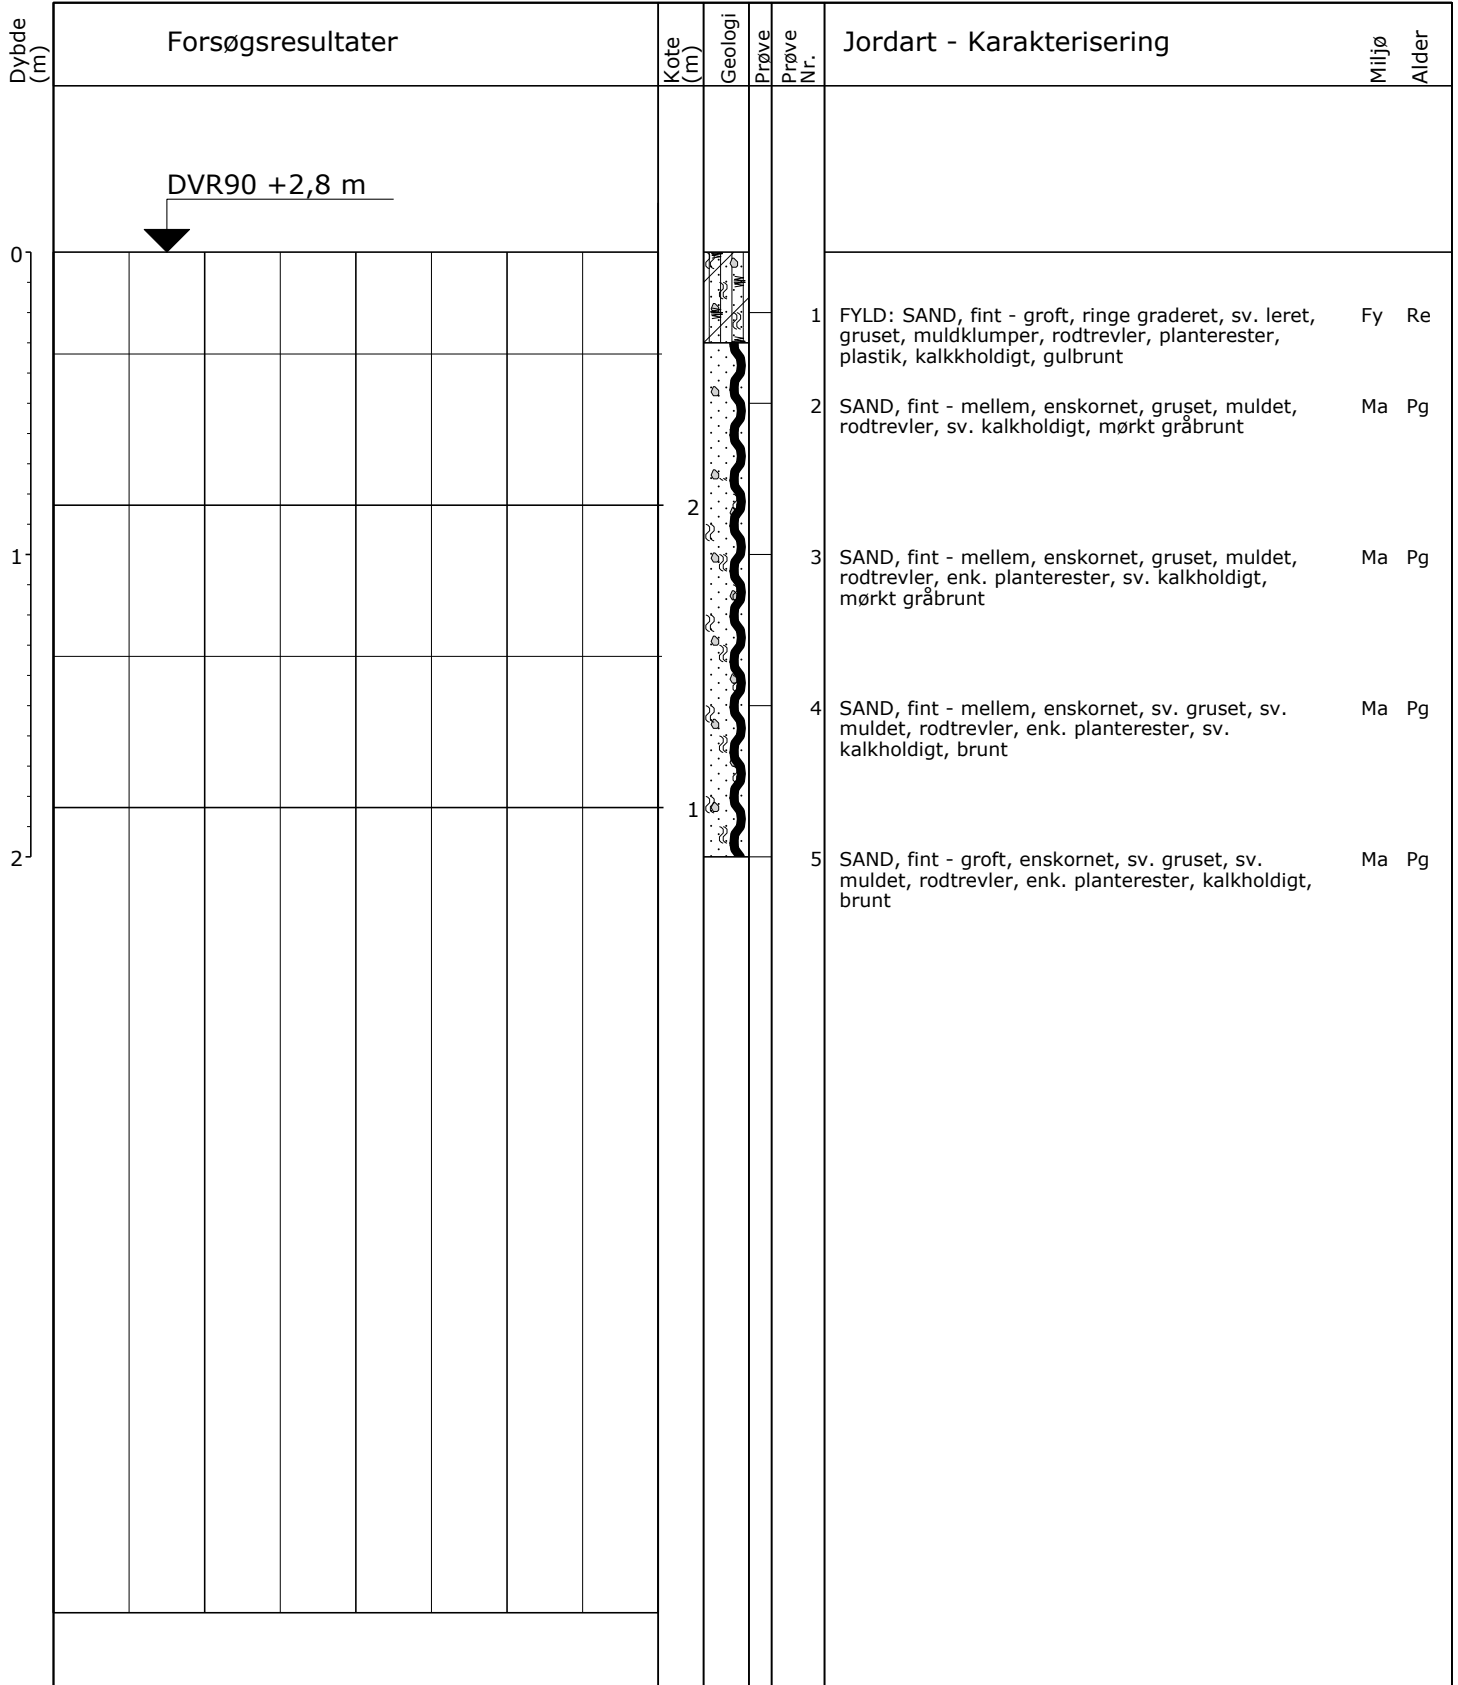 Dybde
(m)
Forsøgsresultater
Kote
(m)
Geologi
Prøve
Prøve
Nr.
Jordart - Karakterisering
Miljø
Alder
DVR90 +2,8 m
0
1 FYLD: SAND, fint - groft, ringe graderet, sv. leret, Fy Re
gruset, muldklumper, rodtrevler, planterester,
plastik, kalkkholdigt, gulbrunt
2 SAND, fint - mellem, enskornet, gruset, muldet, Ma Pg
rodtrevler, sv. kalkholdigt, mørkt gråbrunt
2
1
3 SAND, fint - mellem, enskornet, gruset, muldet, Ma Pg
rodtrevler, enk. planterester, sv. kalkholdigt,
mørkt gråbrunt
4 SAND, fint - mellem, enskornet, sv. gruset, sv. Ma Pg
muldet, rodtrevler, enk. planterester, sv.
kalkholdigt, brunt
1
2
5 SAND, fint - groft, enskornet, sv. gruset, sv. Ma Pg
muldet, rodtrevler, enk. planterester, kalkholdigt,
brunt